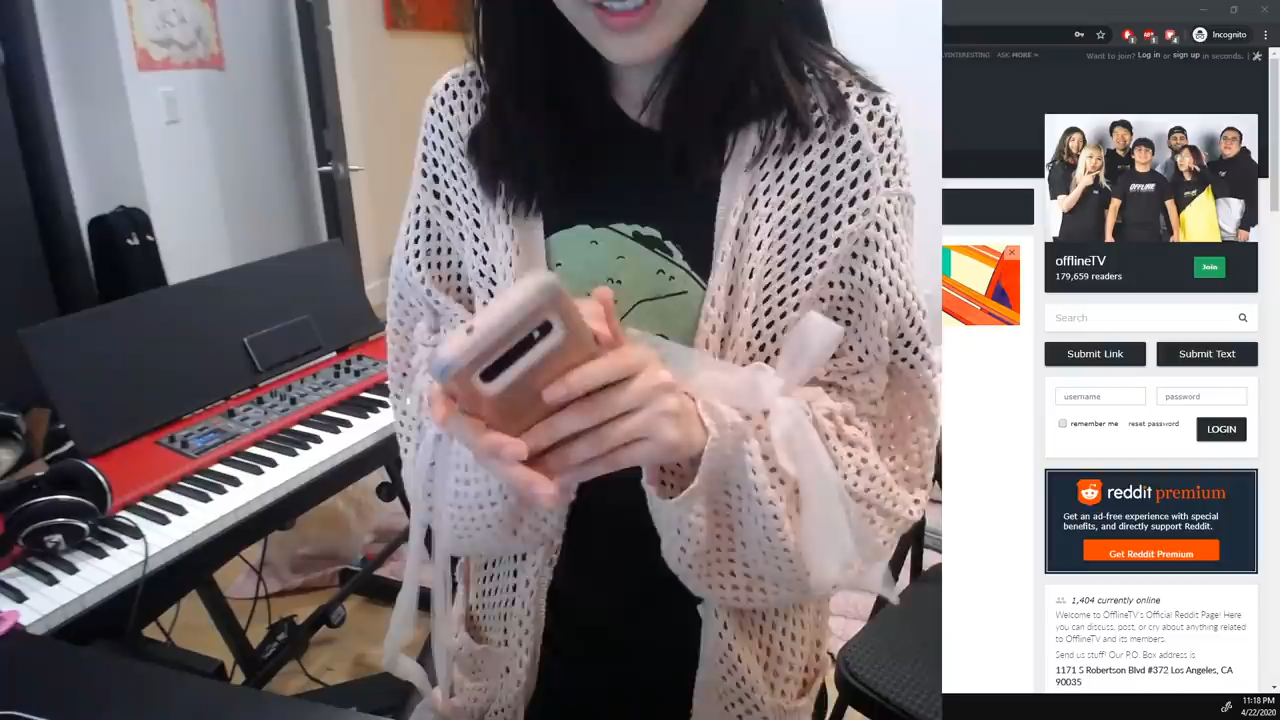 Incognito
YINTERESTING ASK MORE »
Want to join? Log in or sign up in seconds.
OFFLINE
offlineTV
179,659 readers
Join
Search
Submit Link
Submit Text
username
password
remember me
reset password
LOGIN
reddit premium
Get an ad-free experience with special
benefits, and directly support Reddit.
Get Reddit Premium
1,404 currently online
Welcome to OfflineTV's Official Reddit Page! Here
you can discuss, post, or cry about anything related
to OfflineTV and its members.
Send us stuff! Our P.O. Box address is
1171 S Robertson Blvd #372 Los Angeles, CA
90035
11:18 PM
4/22/2020